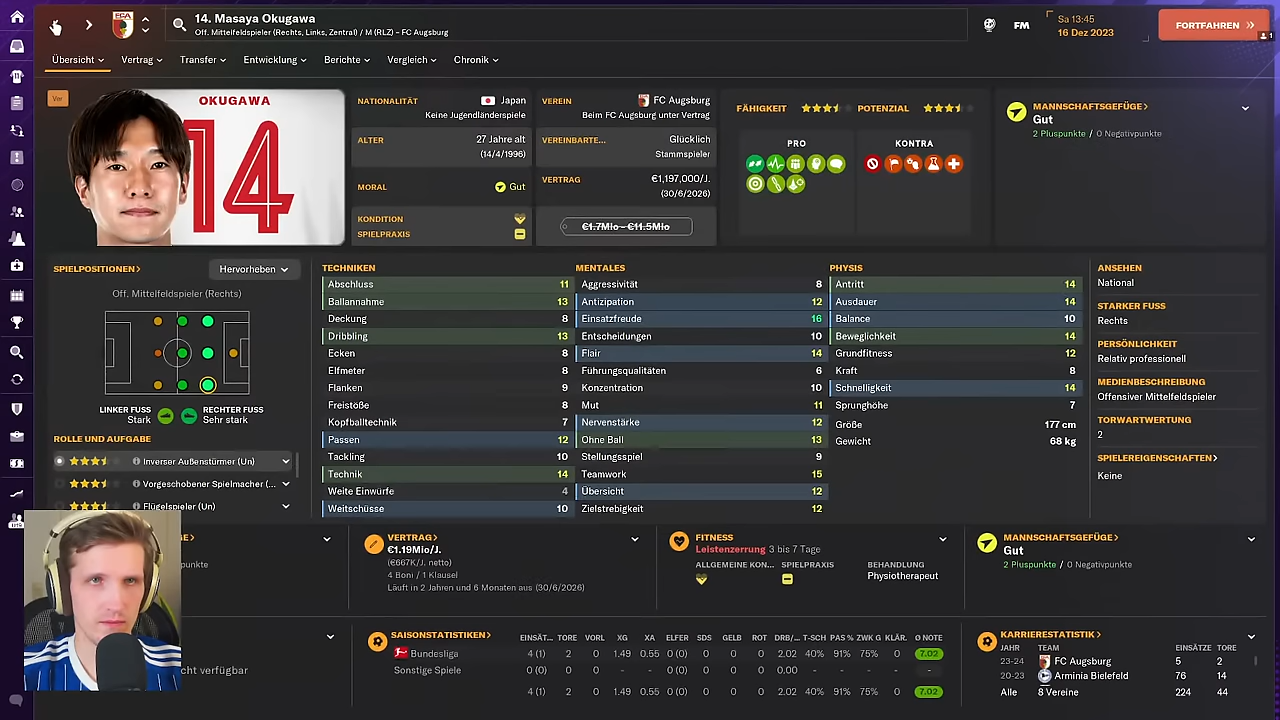 14. Masaya Okugawa
Off. Mittelfeldspieler (Rechts, Links, Zentral) / M (RLZ) - FC Augsburg
FM
Sa 13:45
16 Dez 2023
FORTFAHREN
1
Übersicht
Vertrag
Transfer
Entwicklung
Berichte
Vergleich
Chronik
Ver
OKUGAWA
14
NATIONALITÄT
Japan
Keine Jugendländerspiele
ALTER
27 Jahre alt
(14/4/1996)
MORAL
Gut
KONDITION
SPIELPRAXIS
VEREIN
FC Augsburg
Beim FC Augsburg unter Vertrag
VEREINBARTE...
Glücklich
Stammspieler
VERTRAG
€1,197,000/J.
(30/6/2026)
€1.7Mio - €11.5Mio
FÄHIGKEIT
POTENZIAL
PRO
KONTRA
MANNSCHAFTSGEFÜGE
Gut
2 Pluspunkte / 0 Negativpunkte
SPIELPOSITIONEN
Hervorheben
Off. Mittelfeldspieler (Rechts)
LINKER FUSS
Stark
RECHTER FUSS
Sehr stark
ROLLE UND AUFGABE
Inverser Außenstürmer (Un)
Vorgeschobener Spielmacher (...
Flügelspieler (Un)
TECHNIKEN
Abschluss 11
Ballannahme 13
Deckung 8
Dribbling 13
Ecken 8
Elfmeter 8
Flanken 9
Freistöße 8
Kopfballtechnik 7
Passen 12
Tackling 10
Technik 14
Weite Einwürfe 4
Weitschüsse 10
MENTALES
Aggressivität 8
Antizipation 12
Einsatzfreude 16
Entscheidungen 10
Flair 14
Führungsqualitäten 6
Konzentration 10
Mut 11
Nervenstärke 12
Ohne Ball 13
Stellungsspiel 9
Teamwork 15
Übersicht 12
Zielstrebigkeit 12
PHYSIS
Antritt 14
Ausdauer 14
Balance 10
Beweglichkeit 14
Grundfitness 12
Kraft 8
Schnelligkeit 14
Sprunghöhe 7
Größe 177 cm
Gewicht 68 kg
ANSEHEN
National
STARKER FUSS
Rechts
PERSÖNLICHKEIT
Relativ professionell
MEDIENBESCHREIBUNG
Offensiver Mittelfeldspieler
TORWARTWERTUNG
2
SPIELEREIGENSCHAFTEN
Keine
VERTRAG
€1.19Mio/J.
(€667K/J. netto)
4 Boni / 1 Klausel
Läuft in 2 Jahren und 6 Monaten aus (30/6/2026)
FITNESS
Leistenzerrung 3 bis 7 Tage
ALLGEMEINE KON...
SPIELPRAXIS
BEHANDLUNG
Physiotherapeut
MANNSCHAFTSGEFÜGE
Gut
2 Pluspunkte / 0 Negativpunkte
SAISONSTATISTIKEN
EINSÄT... TORE VORL XG XA ELFER SDS GELB ROT DRB/... T-SCH PAS % ZWK G KLÄR. Ø NOTE
Bundesliga 4 (1) 2 0 1.49 0.55 0 (0) 0 0 0 2.02 40% 91% 75% 0 7.02
Sonstige Spiele 0 (0) 0 - - - 0 (0) 0 0 0 0.00 - - - - -
4 (1) 2 0 1.49 0.55 0 (0) 0 0 0 2.02 40% 91% 75% 0 7.02
KARRIERESTATISTIK
JAHR TEAM EINSÄTZE TORE
23-24 FC Augsburg 5 2
20-23 Arminia Bielefeld 76 14
Alle 8 Vereine 224 44